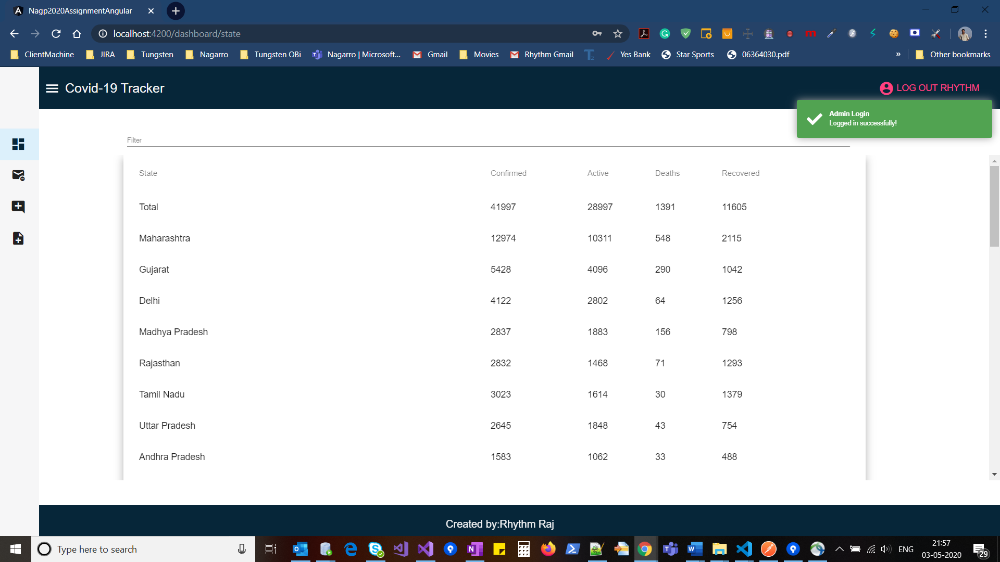 Nagp2020AssignmentAngular
localhost:4200/dashboard/state
ClientMachine JIRA Tungsten Nagarro Tungsten OBi Nagarro | Microsoft... Gmail Movies Rhythm Gmail Yes Bank Star Sports 06364030.pdf » Other bookmarks
Covid-19 Tracker
LOG OUT RHYTHM
Admin Login
Logged in successfully!
Filter
State Confirmed Active Deaths Recovered
Total 41997 28997 1391 11605
Maharashtra 12974 10311 548 2115
Gujarat 5428 4096 290 1042
Delhi 4122 2802 64 1256
Madhya Pradesh 2837 1883 156 798
Rajasthan 2832 1468 71 1293
Tamil Nadu 3023 1614 30 1379
Uttar Pradesh 2645 1848 43 754
Andhra Pradesh 1583 1062 33 488
Created by:Rhythm Raj
Type here to search
ENG
21:57
03-05-2020
29